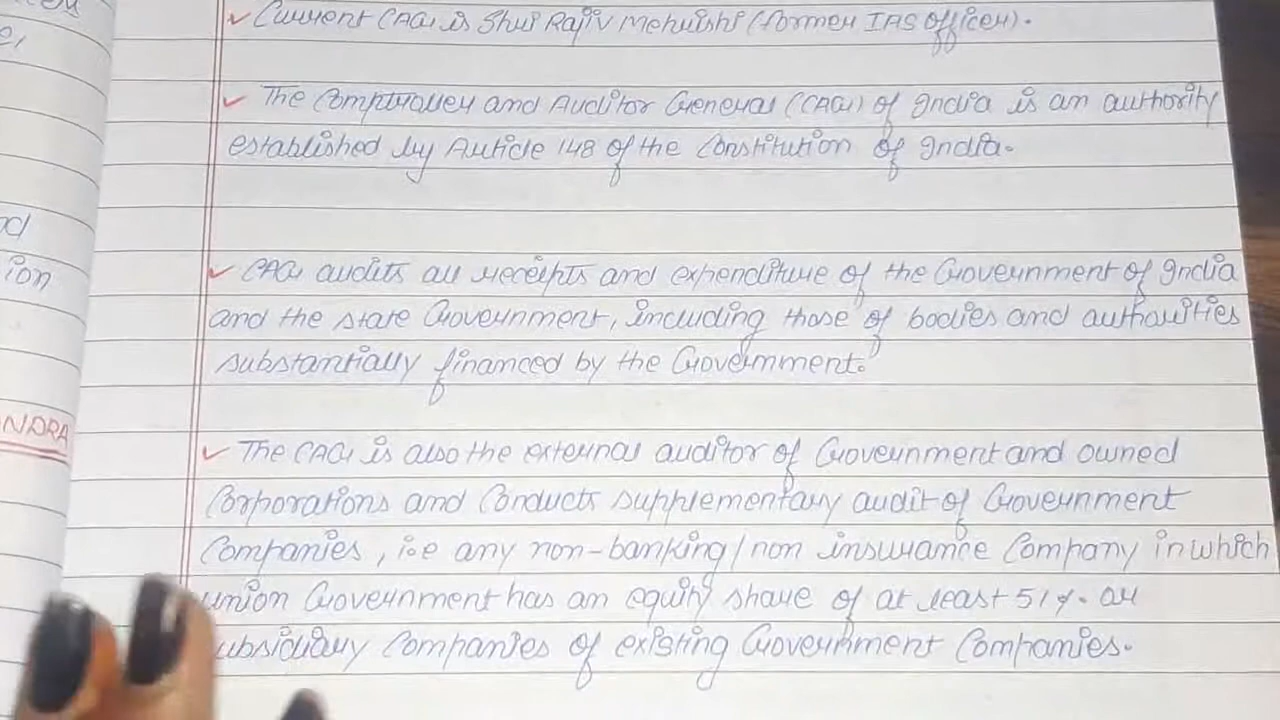 ✓ Current CAG is Shri Rajiv Mehrishi (former IAS officer).
✓ The Comptroller and Auditor General (CAG) of India is an authority
established by Article 148 of the Constitution of India.
✓ CAG audits all receipts and expenditure of the Government of India
and the state Government, including those of bodies and authorities
substantially financed by the Government.
✓ The CAG is also the external auditor of Government and owned
Corporations and Conducts supplementary audit of Government
Companies, i.e any non-banking/non insurance Company in which
union Government has an equity share of at least 51%. or
subsidiary Companies of existing Government Companies.
ion
NDRA